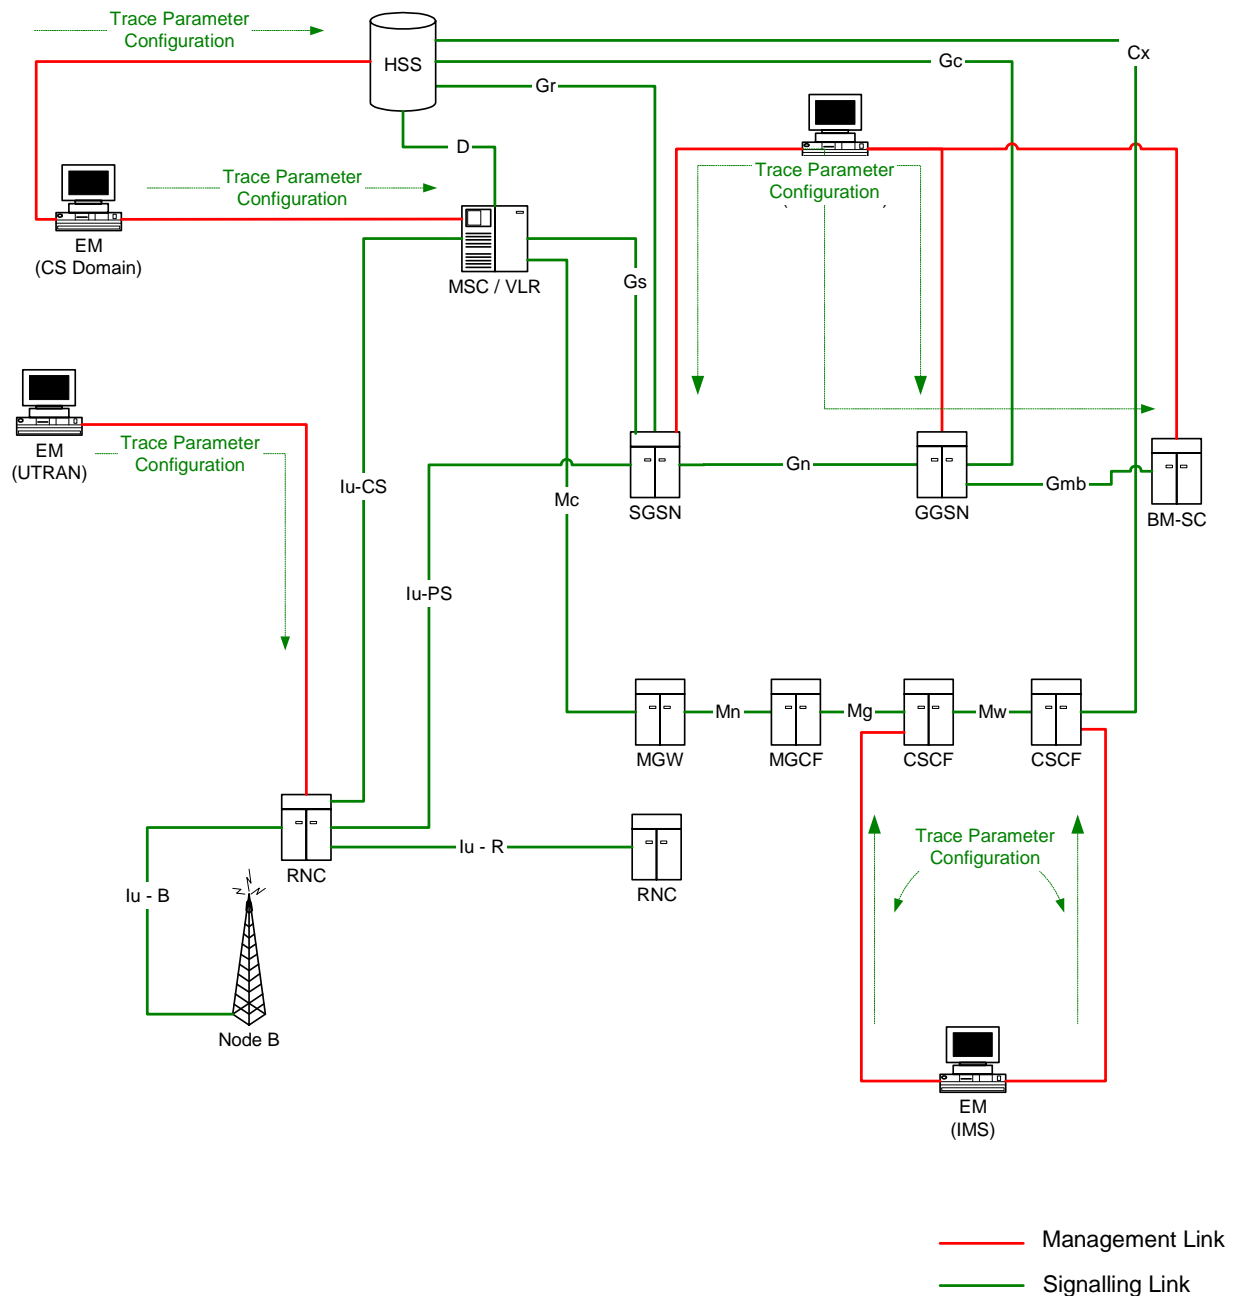 Trace Parameter
Configuration
HSS
Cx
Gc
Gr
D
Trace Parameter
Configuration
Trace Parameter
Configuration
EM
(CS Domain)
MSC / VLR
Gs
EM
(UTRAN)
Trace Parameter
Configuration
Iu-CS
Mc
SGSN
Gn
GGSN
Gmb
BM-SC
Iu-PS
Mn
Mg
Mw
MGW
MGCF
CSCF
CSCF
RNC
Iu - R
RNC
Iu - B
Trace Parameter
Configuration
Node B
EM
(IMS)
Management Link
Signalling Link